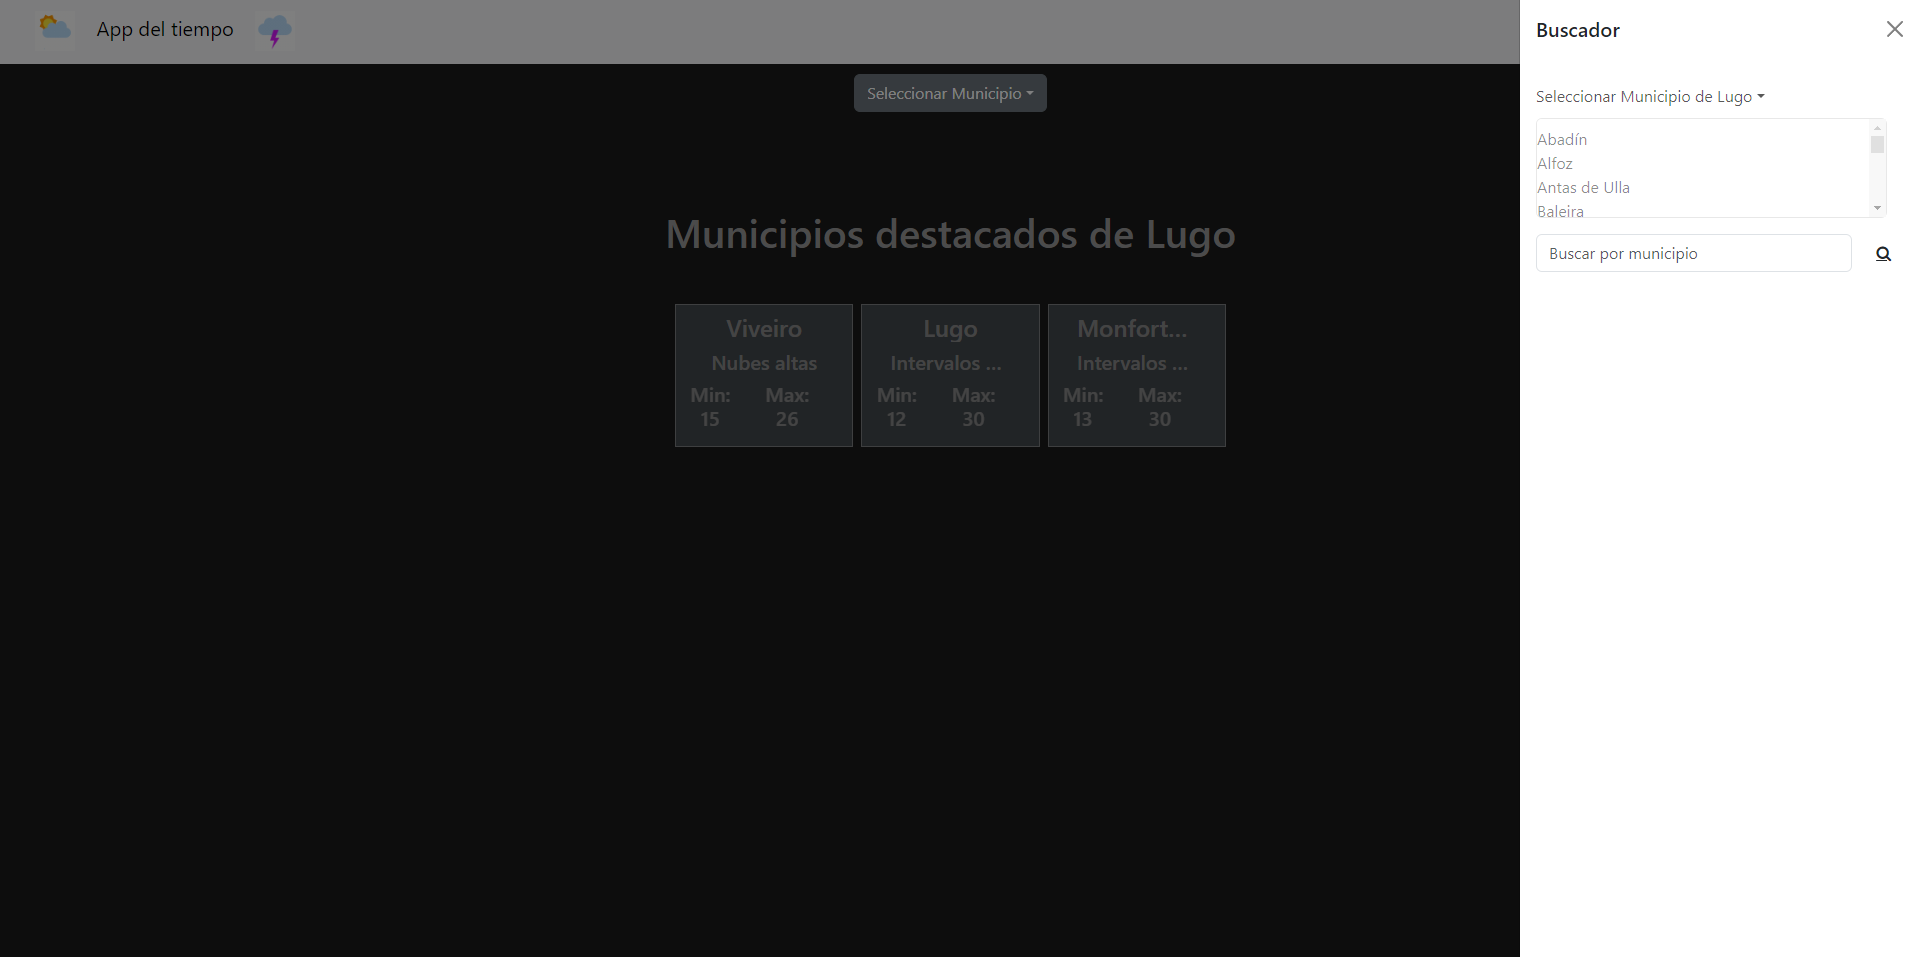 App del tiempo
Seleccionar Municipio
Municipios destacados de Lugo
Viveiro
Nubes altas
Min: Max:
15 26
Lugo
Intervalos ...
Min: Max:
12 30
Monfort...
Intervalos ...
Min: Max:
13 30
Buscador
Seleccionar Municipio de Lugo
Abadín
Alfoz
Antas de Ulla
Baleira
Buscar por municipio